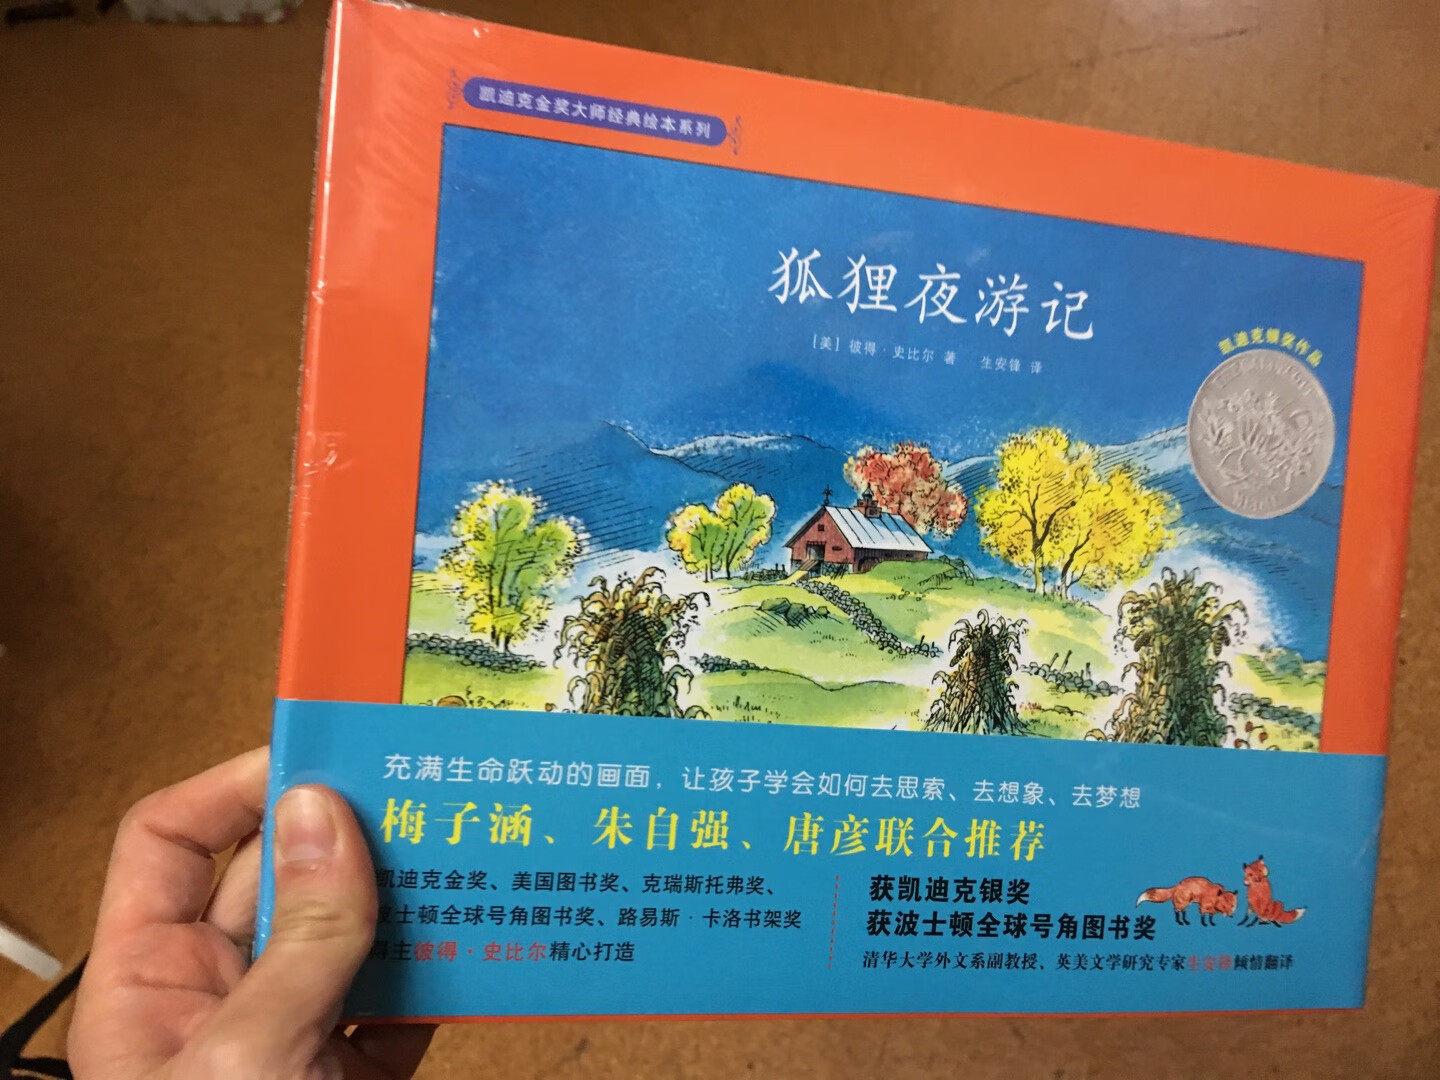 凯迪克金奖大师经典绘本系列
狐狸夜游记
[美] 彼得·史比尔 著 生安锋 译
凯迪克银奖作品
充满生命跃动的画面，让孩子学会如何去思索、去想象、去梦想
梅子涵、朱自强、唐彦联合推荐
凯迪克金奖、美国图书奖、克瑞斯托弗奖、
波士顿全球号角图书奖、路易斯·卡洛书架奖
得主彼得·史比尔精心打造
获凯迪克银奖
获波士顿全球号角图书奖
清华大学外文系副教授、英美文学研究专家生安锋倾情翻译